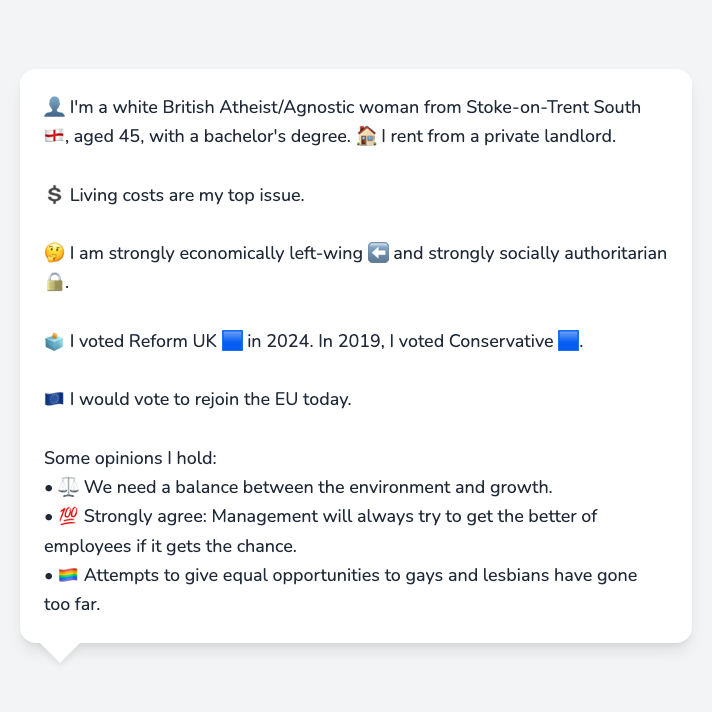 👤 I'm a white British Atheist/Agnostic woman from Stoke-on-Trent South
🏴󠁧󠁢󠁥󠁮󠁧󠁿, aged 45, with a bachelor's degree. 🏠 I rent from a private landlord.
💲 Living costs are my top issue.
🤔 I am strongly economically left-wing ⬅️ and strongly socially authoritarian
🔒.
🗳️ I voted Reform UK 🟦 in 2024. In 2019, I voted Conservative 🟦.
🇪🇺 I would vote to rejoin the EU today.
Some opinions I hold:
• ⚖️ We need a balance between the environment and growth.
• 💯 Strongly agree: Management will always try to get the better of
employees if it gets the chance.
• 🏳️‍🌈 Attempts to give equal opportunities to gays and lesbians have gone
too far.